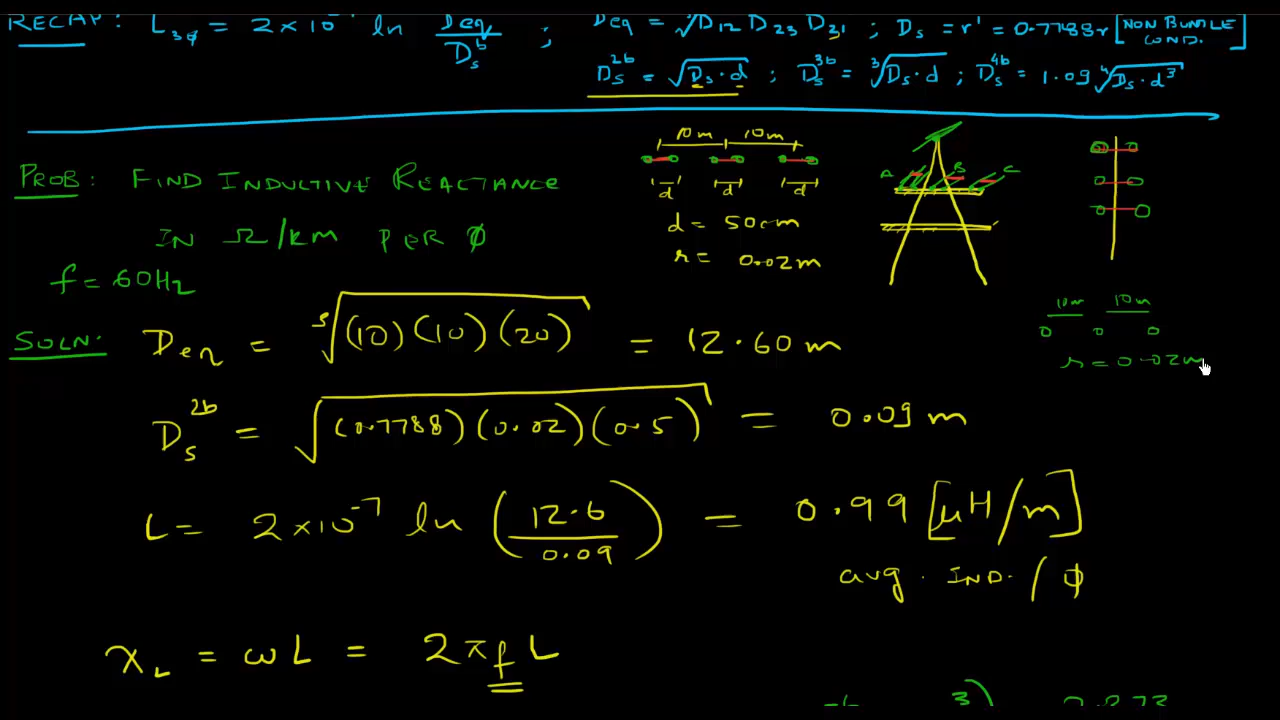 RECAP: L3φ = 2×10⁻⁷ ln Deq/Dsᵇ ; Deq = ∛D12 D23 D31 ; Ds = r' = 0.7788r [NON BUNDLE COND.]
Ds²ᵇ = √Ds·d ; Ds³ᵇ = ∛Ds·d ; Ds⁴ᵇ = 1.09 ∜Ds·d³
10m 10m
PROB: FIND INDUCTIVE REACTANCE
A B C
d d d
IN Ω/KM PER φ
d = 50cm
r = 0.02m
f = 60Hz
10m 10m
r = 0.02m
SOLN: Deq = ∛(10)(10)(20) = 12.60 m
Ds²ᵇ = √(0.7788)(0.02)(0.5) = 0.09 m
L = 2×10⁻⁷ ln (12.6/0.09) = 0.99 [μH/m]
avg. IND. / φ
XL = ωL = 2πfL